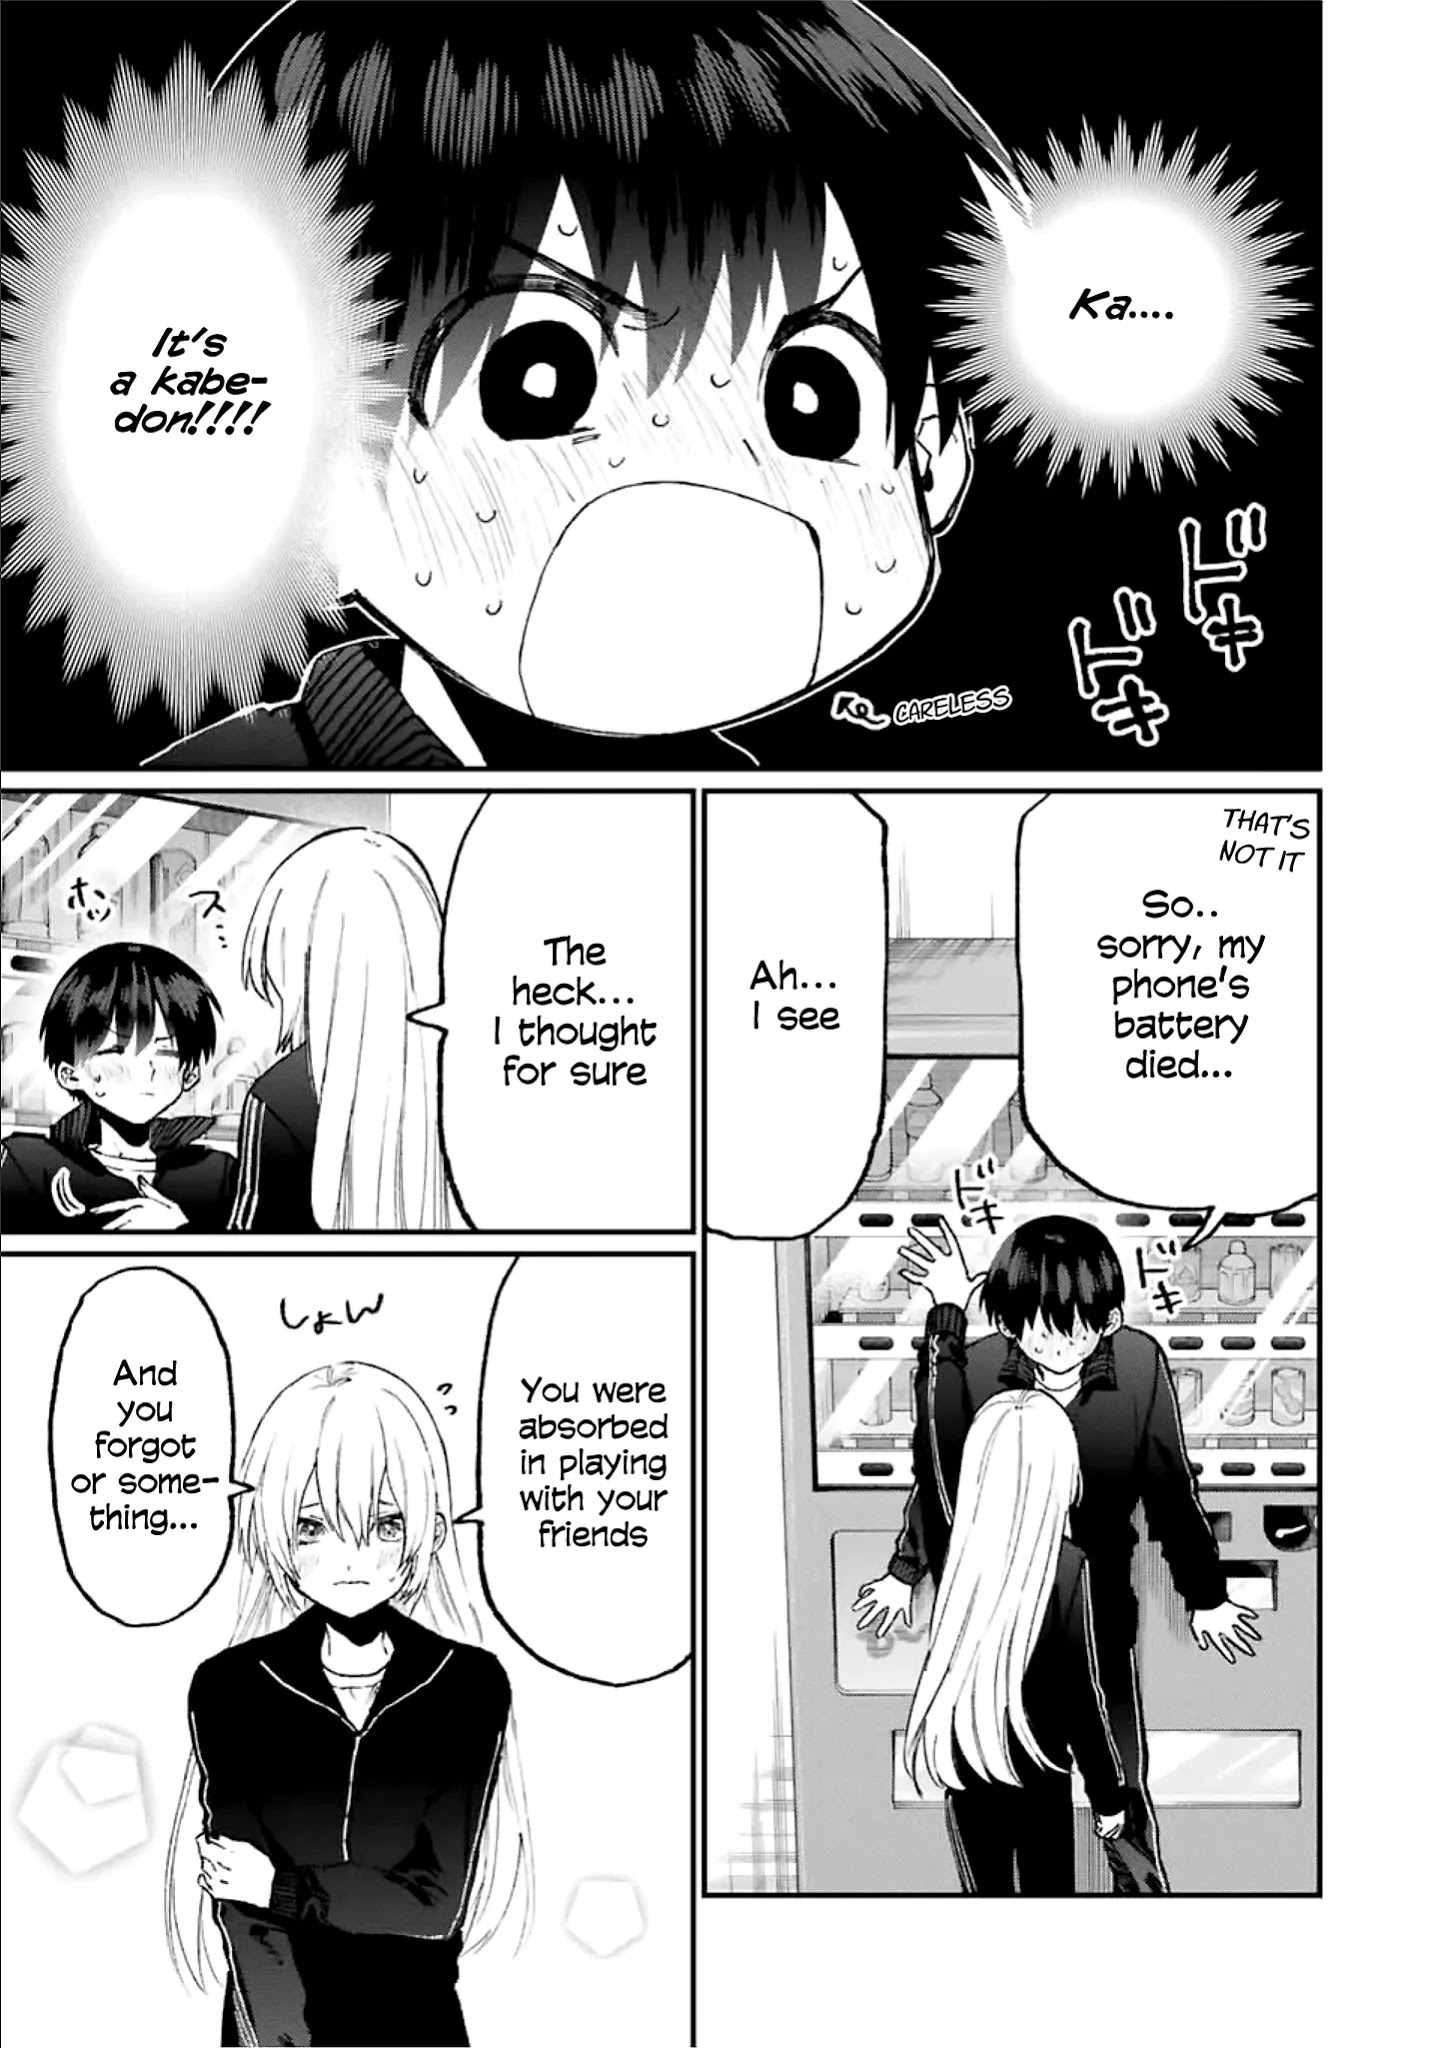 Ka....
It's
a kabe-
don!!!!
ドキ
ドキ
CARELESS
THAT'S
NOT IT
So..
sorry, my
phone's
battery
died...
Ah...
I see
ドキ
ドキ
The
heck...
I thought
for sure
ス…
ホッ
You were
absorbed
in playing
with your
friends
しょん
And
you
forgot
or some-
thing...